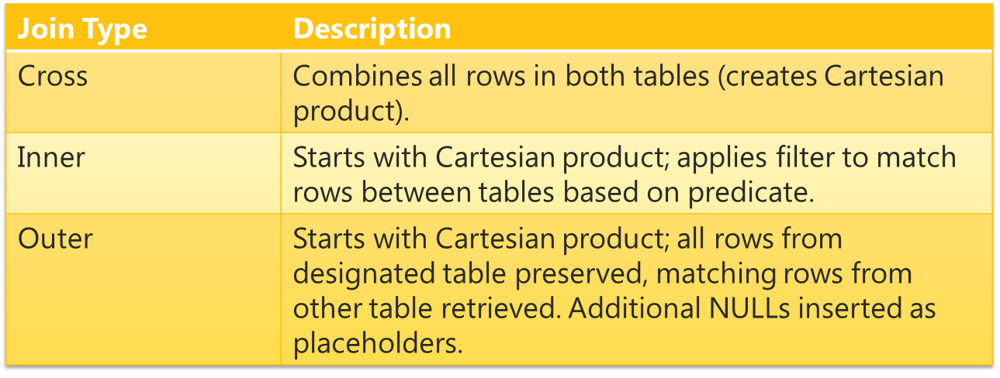 Join Type Description
Cross Combines all rows in both tables (creates Cartesian
product).
Inner Starts with Cartesian product; applies filter to match
rows between tables based on predicate.
Outer Starts with Cartesian product; all rows from
designated table preserved, matching rows from
other table retrieved. Additional NULLs inserted as
placeholders.